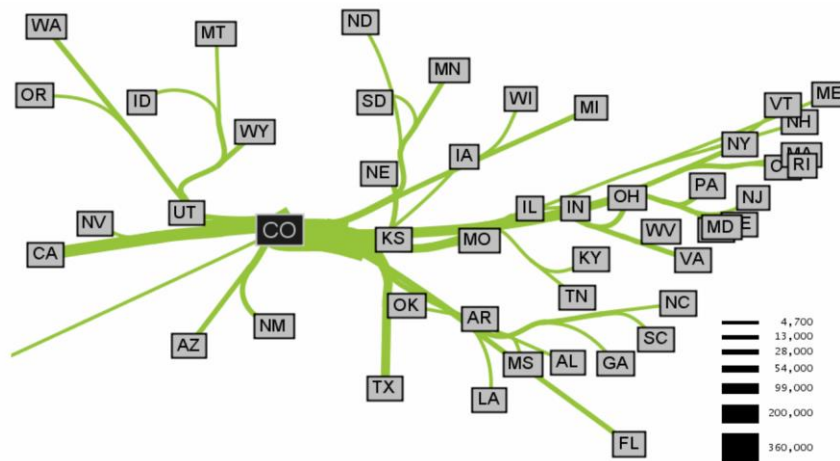 ND
WA
MT
MN
OR
ID
SD
WI
MI
ME
VT
NH
WY
IA
NY
MA
RI
NE
PA
OH
NJ
UT
IL
IN
NV
CO
KS
MO
MD
WV
CA
VA
KY
TN
OK
NC
AR
NM
SC
AZ
MS
AL
GA
TX
LA
FL
4,700
13,000
28,000
54,000
99,000
200,000
360,000